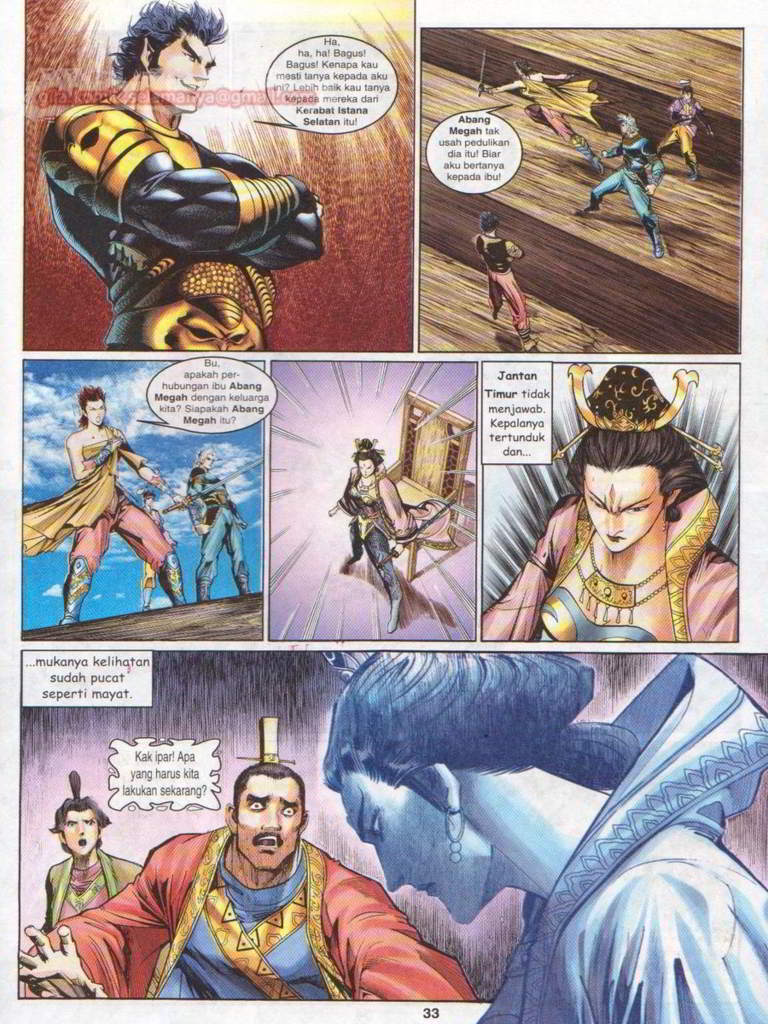 Ha,
ha, ha! Bagus!
Bagus! Kenapa kau
mesti tanya kepada aku
ini? Lebih baik kau tanya
kepada mereka dari
Kerabat Istana
Selatan itu!
Abang
Megah tak
usah pedulikan
dia itu! Biar
aku bertanya
kepada ibu!
Bu,
apakah per-
hubungan ibu Abang
Megah dengan keluarga
kita? Siapakah Abang
Megah itu?
Jantan
Timur tidak
menjawab.
Kepalanya
tertunduk
dan...
...mukanya kelihatan
sudah pucat
seperti mayat.
Kak ipar! Apa
yang harus kita
lakukan sekarang?
33